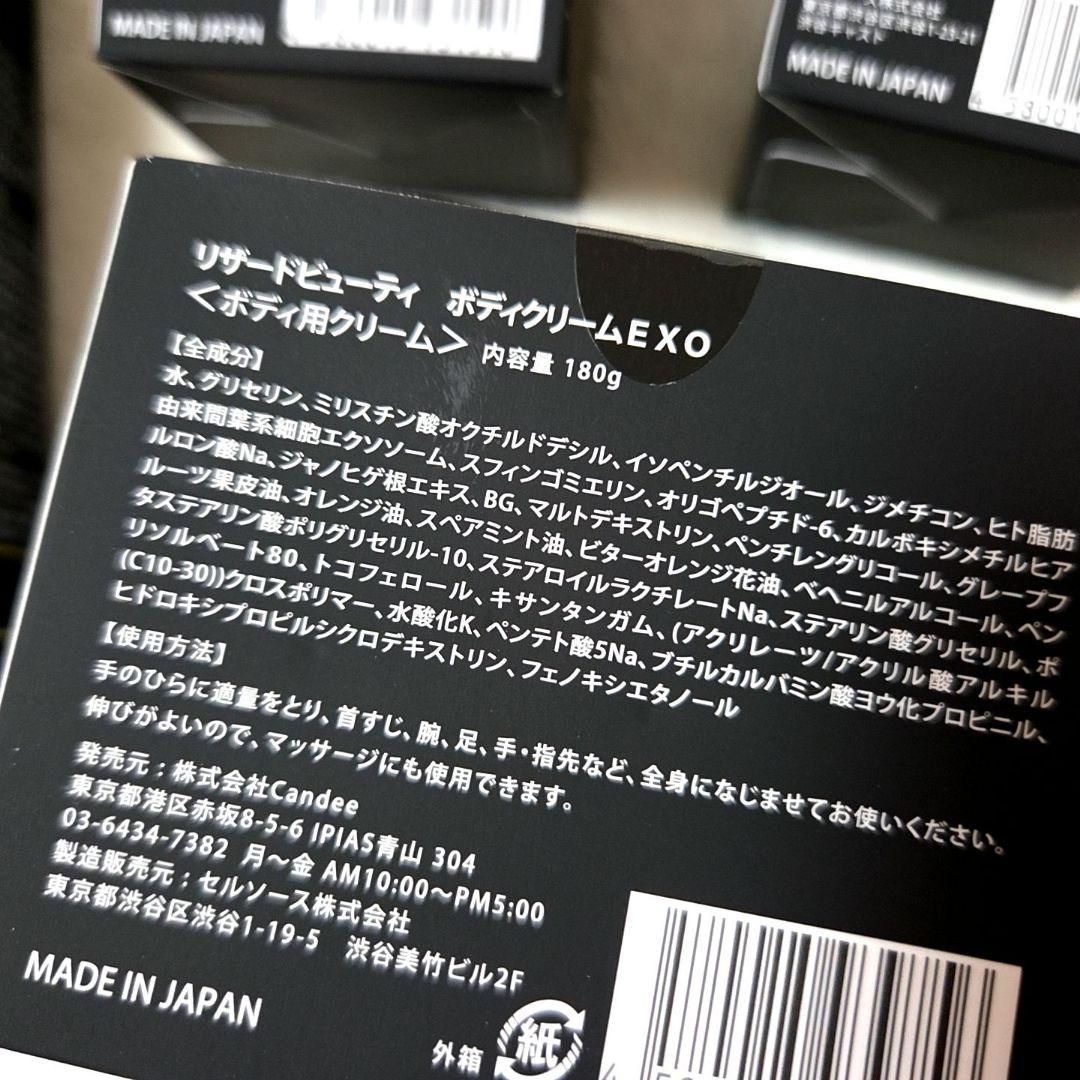 MADE IN JAPAN
東京都渋谷区渋谷1-23-21
渋谷キャスト
MADE IN JAPAN
リザードビューティ　ボディクリームEXO
＜ボディ用クリーム＞ 内容量 180g
【全成分】
水、グリセリン、ミリスチン酸オクチルドデシル、イソペンチルジオール、ジメチコン、ヒト脂肪
由来間葉系細胞エクソソーム、スフィンゴミエリン、オリゴペプチド-6、カルボキシメチルヒア
ルロン酸Na、ジャノヒゲ根エキス、BG、マルトデキストリン、ペンチレングリコール、グレープフ
ルーツ果皮油、オレンジ油、スペアミント油、ビターオレンジ花油、ベヘニルアルコール、ペン
タステアリン酸ポリグリセリル-10、ステアロイルラクチレートNa、ステアリン酸グリセリル、ポ
リソルベート80、トコフェロール、キサンタンガム、(アクリレーツ/アクリル酸アルキル
(C10-30))クロスポリマー、水酸化K、ペンテト酸5Na、ブチルカルバミン酸ヨウ化プロピニル、
ヒドロキシプロピルシクロデキストリン、フェノキシエタノール
【使用方法】
手のひらに適量をとり、首すじ、腕、足、手・指先など、全身になじませてお使いください。
伸びがよいので、マッサージにも使用できます。
発売元：株式会社Candee
東京都港区赤坂8-5-6 IPIAS青山 304
03-6434-7382 月～金 AM10:00～PM5:00
製造販売元：セルソース株式会社
東京都渋谷区渋谷1-19-5　渋谷美竹ビル2F
MADE IN JAPAN
外箱 紙